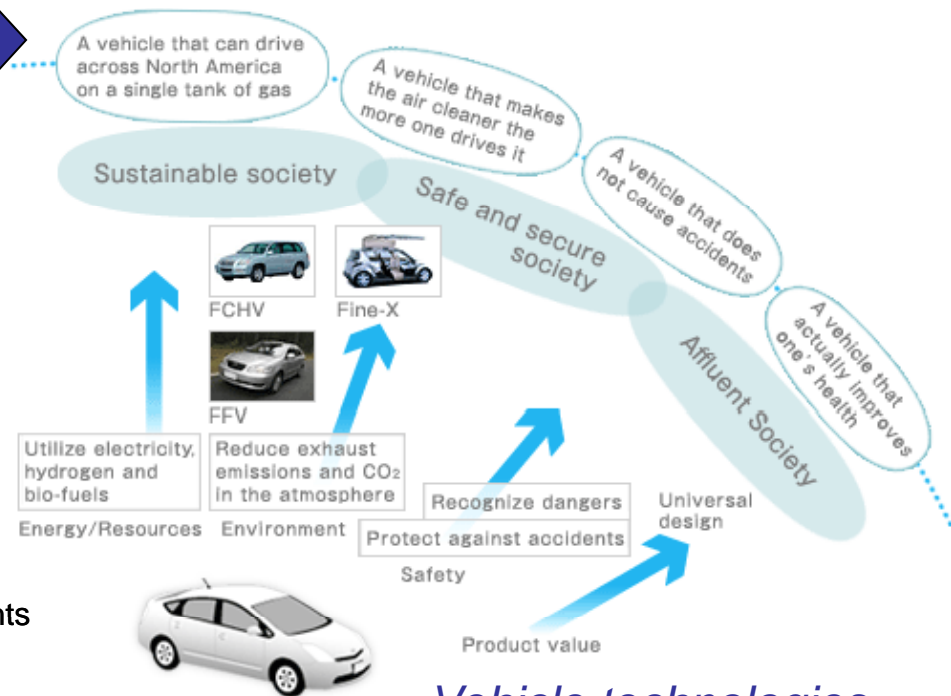 A vehicle that can drive
across North America
on a single tank of gas
A vehicle that makes
the air cleaner the
more one drives it
A vehicle that does
not cause accidents
A vehicle that
actually improves
one's health
Sustainable society
Safe and secure
society
Affluent Society
FCHV
Fine-X
FFV
Utilize electricity,
hydrogen and
bio-fuels
Energy/Resources
Reduce exhaust
emissions and CO₂
in the atmosphere
Environment
Recognize dangers
Protect against accidents
Safety
Universal
design
Product value
nts
Vehicle technologies